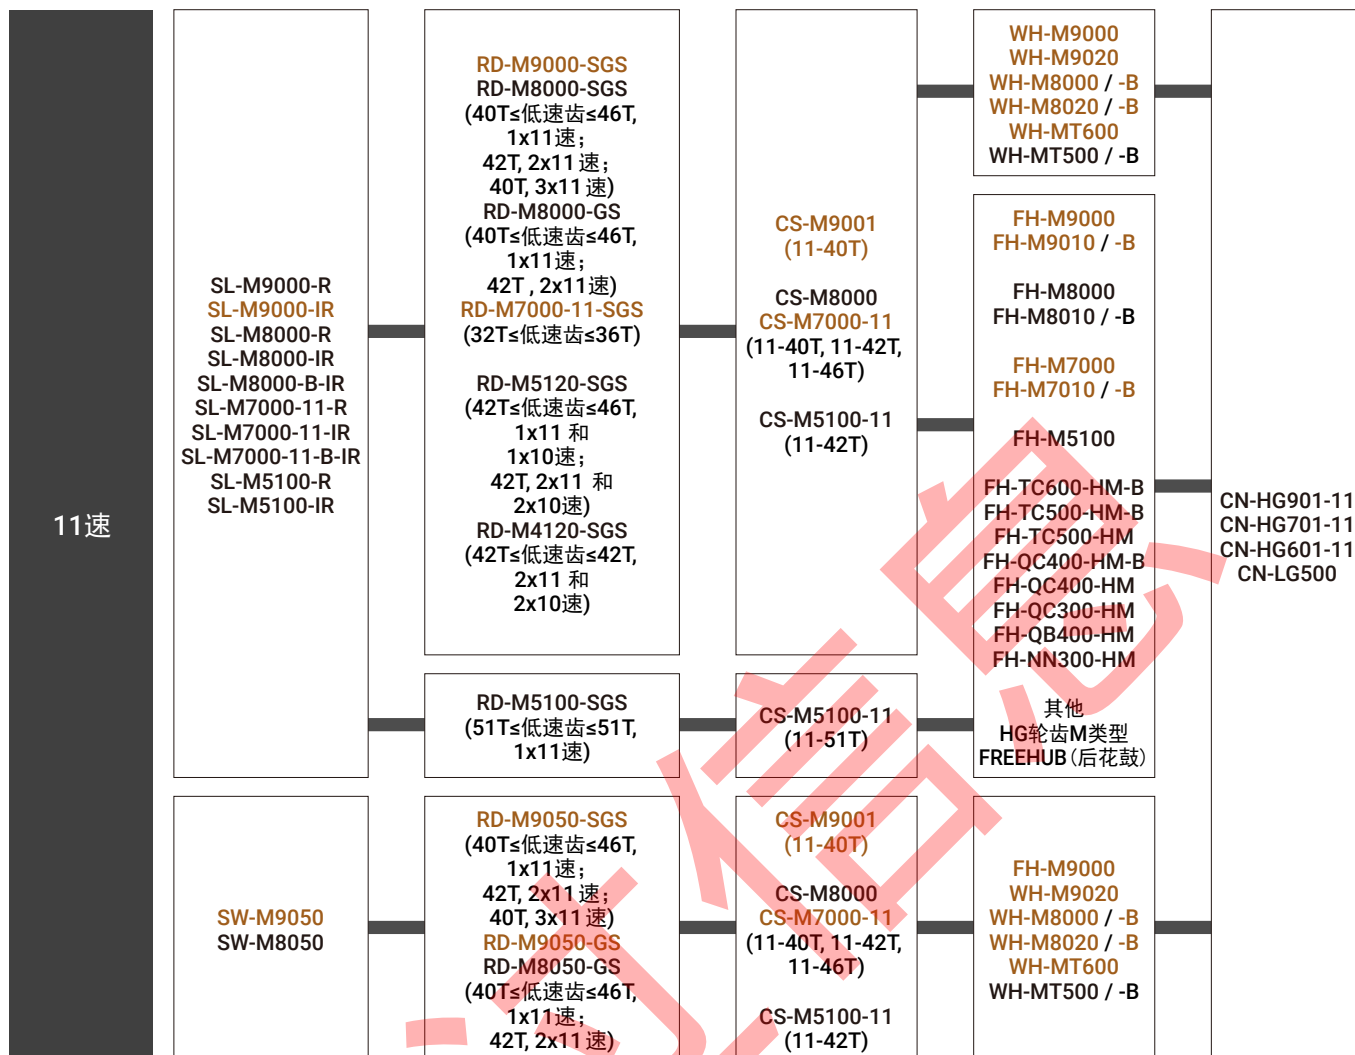 11速
SL-M9000-R
SL-M9000-IR
SL-M8000-R
SL-M8000-IR
SL-M8000-B-IR
SL-M7000-11-R
SL-M7000-11-IR
SL-M7000-11-B-IR
SL-M5100-R
SL-M5100-IR
RD-M9000-SGS
RD-M8000-SGS
(40T≤低速齿≤46T,
1x11速；
42T, 2x11 速；
40T, 3x11 速)
RD-M8000-GS
(40T≤低速齿≤46T,
1x11速；
42T , 2x11速)
RD-M7000-11-SGS
(32T≤低速齿≤36T)
RD-M5120-SGS
(42T≤低速齿≤46T,
1x11 和
1x10速；
42T, 2x11 和
2x10速)
RD-M4120-SGS
(42T≤低速齿≤42T,
2x11 和
2x10速)
CS-M9001
(11-40T)
CS-M8000
CS-M7000-11
(11-40T, 11-42T,
11-46T)
CS-M5100-11
(11-42T)
WH-M9000
WH-M9020
WH-M8000 / -B
WH-M8020 / -B
WH-MT600
WH-MT500 / -B
FH-M9000
FH-M9010 / -B
FH-M8000
FH-M8010 / -B
FH-M7000
FH-M7010 / -B
FH-M5100
FH-TC600-HM-B
FH-TC500-HM-B
FH-TC500-HM
FH-QC400-HM-B
FH-QC400-HM
FH-QC300-HM
FH-QB400-HM
FH-NN300-HM
其他
HG轮齿M类型
FREEHUB（后花鼓）
CN-HG901-11
CN-HG701-11
CN-HG601-11
CN-LG500
RD-M5100-SGS
(51T≤低速齿≤51T,
1x11速)
CS-M5100-11
(11-51T)
SW-M9050
SW-M8050
RD-M9050-SGS
(40T≤低速齿≤46T,
1x11速；
42T, 2x11速；
40T, 3x11 速)
RD-M9050-GS
RD-M8050-GS
(40T≤低速齿≤46T,
1x11速；
42T, 2x11 速)
CS-M9001
(11-40T)
CS-M8000
CS-M7000-11
(11-40T, 11-42T,
11-46T)
CS-M5100-11
(11-42T)
FH-M9000
WH-M9020
WH-M8000 / -B
WH-M8020 / -B
WH-MT600
WH-MT500 / -B
信息